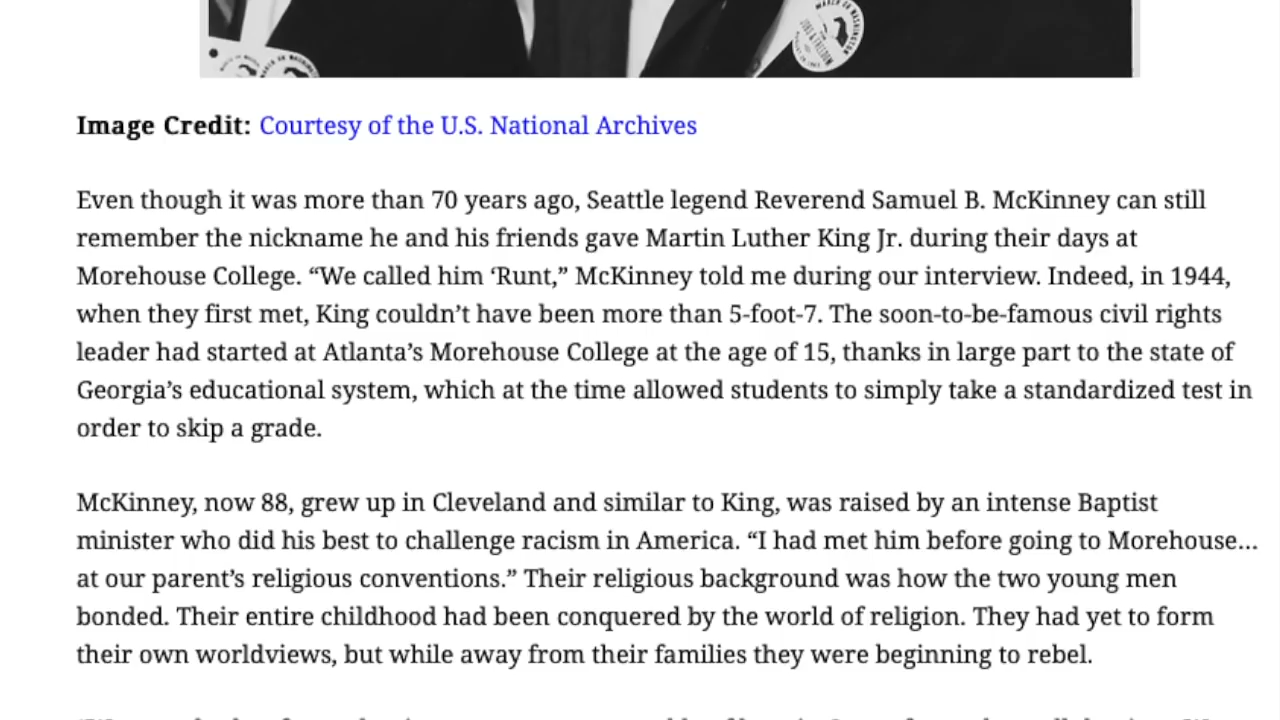 MARCH ON WASHINGTON
JOBS & FREEDOM
Image Credit: Courtesy of the U.S. National Archives
Even though it was more than 70 years ago, Seattle legend Reverend Samuel B. McKinney can still
remember the nickname he and his friends gave Martin Luther King Jr. during their days at
Morehouse College. “We called him ‘Runt,” McKinney told me during our interview. Indeed, in 1944,
when they first met, King couldn’t have been more than 5-foot-7. The soon-to-be-famous civil rights
leader had started at Atlanta’s Morehouse College at the age of 15, thanks in large part to the state of
Georgia’s educational system, which at the time allowed students to simply take a standardized test in
order to skip a grade.
McKinney, now 88, grew up in Cleveland and similar to King, was raised by an intense Baptist
minister who did his best to challenge racism in America. “I had met him before going to Morehouse…
at our parent’s religious conventions.” Their religious background was how the two young men
bonded. Their entire childhood had been conquered by the world of religion. They had yet to form
their own worldviews, but while away from their families they were beginning to rebel.